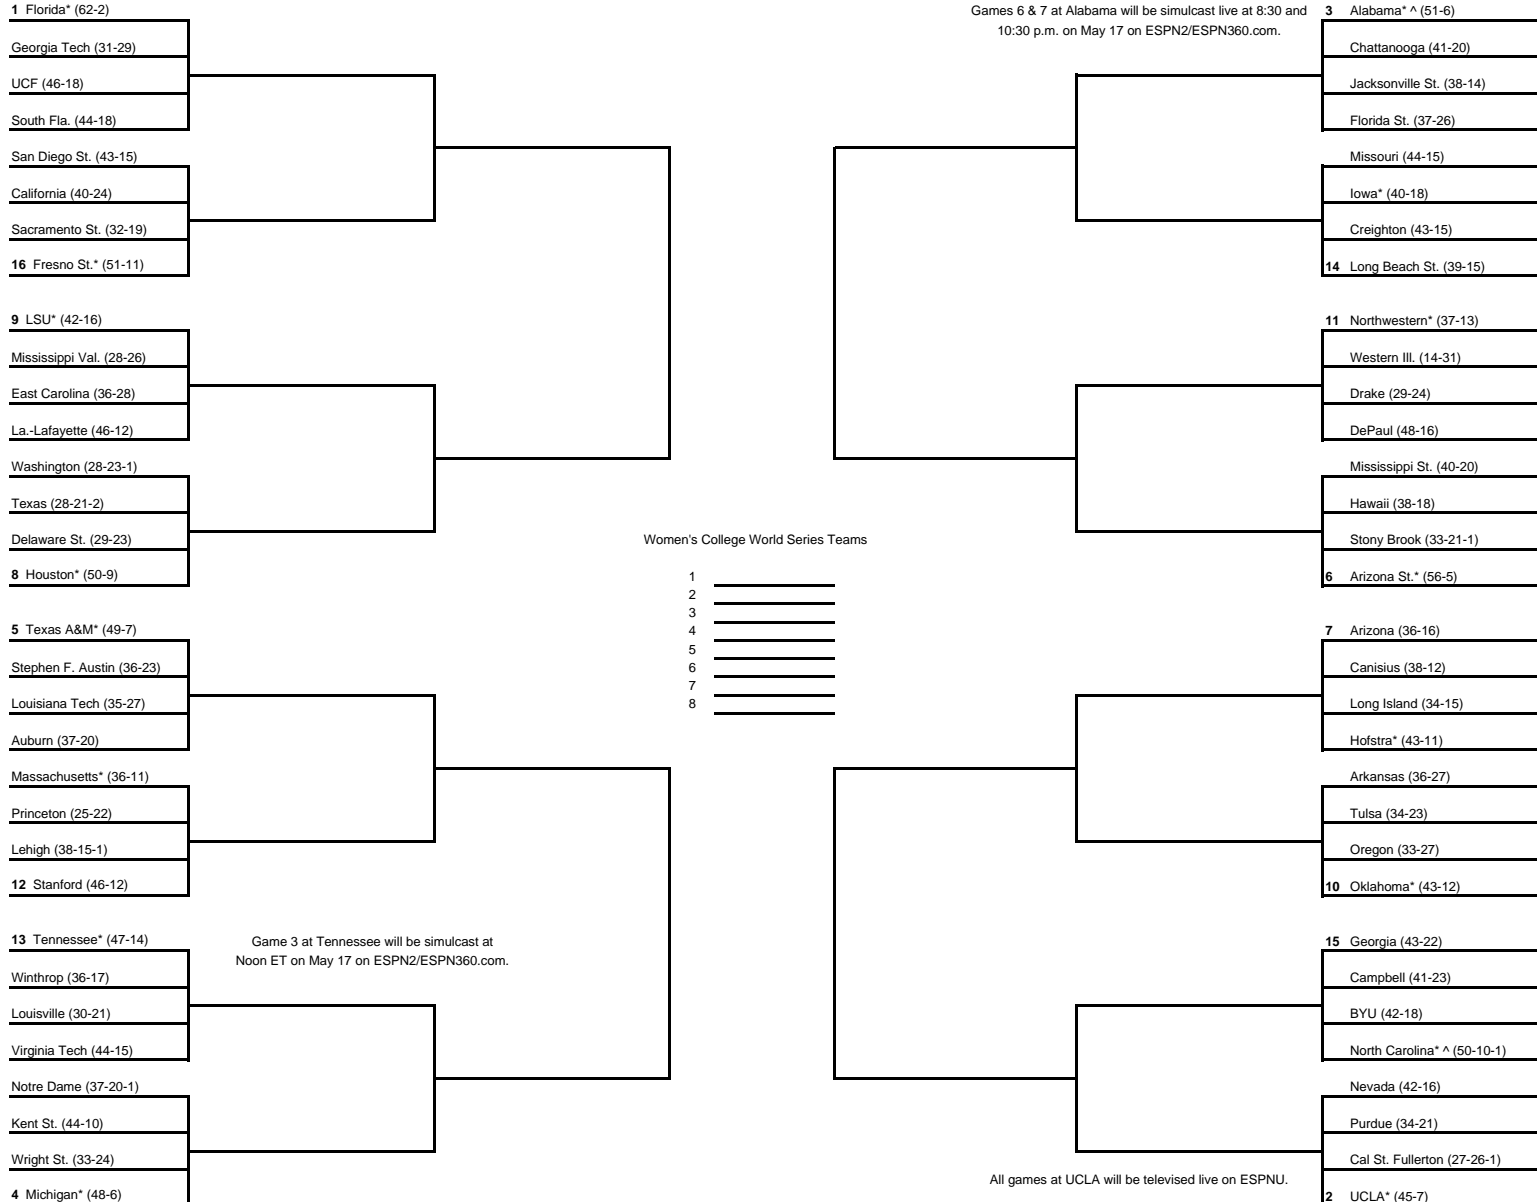 1 Florida* (62-2)
Georgia Tech (31-29)
UCF (46-18)
South Fla. (44-18)
San Diego St. (43-15)
California (40-24)
Sacramento St. (32-19)
16 Fresno St.* (51-11)
9 LSU* (42-16)
Mississippi Val. (28-26)
East Carolina (36-28)
La.-Lafayette (46-12)
Washington (28-23-1)
Texas (28-21-2)
Delaware St. (29-23)
8 Houston* (50-9)
5 Texas A&M* (49-7)
Stephen F. Austin (36-23)
Louisiana Tech (35-27)
Auburn (37-20)
Massachusetts* (36-11)
Princeton (25-22)
Lehigh (38-15-1)
12 Stanford (46-12)
13 Tennessee* (47-14)
Winthrop (36-17)
Louisville (30-21)
Virginia Tech (44-15)
Notre Dame (37-20-1)
Kent St. (44-10)
Wright St. (33-24)
4 Michigan* (48-6)
Game 3 at Tennessee will be simulcast at
Noon ET on May 17 on ESPN2/ESPN360.com.
Women's College World Series Teams
1
2
3
4
5
6
7
8
Games 6 & 7 at Alabama will be simulcast live at 8:30 and
10:30 p.m. on May 17 on ESPN2/ESPN360.com.
3 Alabama* ^ (51-6)
Chattanooga (41-20)
Jacksonville St. (38-14)
Florida St. (37-26)
Missouri (44-15)
Iowa* (40-18)
Creighton (43-15)
14 Long Beach St. (39-15)
11 Northwestern* (37-13)
Western Ill. (14-31)
Drake (29-24)
DePaul (48-16)
Mississippi St. (40-20)
Hawaii (38-18)
Stony Brook (33-21-1)
6 Arizona St.* (56-5)
7 Arizona (36-16)
Canisius (38-12)
Long Island (34-15)
Hofstra* (43-11)
Arkansas (36-27)
Tulsa (34-23)
Oregon (33-27)
10 Oklahoma* (43-12)
15 Georgia (43-22)
Campbell (41-23)
BYU (42-18)
North Carolina* ^ (50-10-1)
Nevada (42-16)
Purdue (34-21)
Cal St. Fullerton (27-26-1)
2 UCLA* (45-7)
All games at UCLA will be televised live on ESPNU.